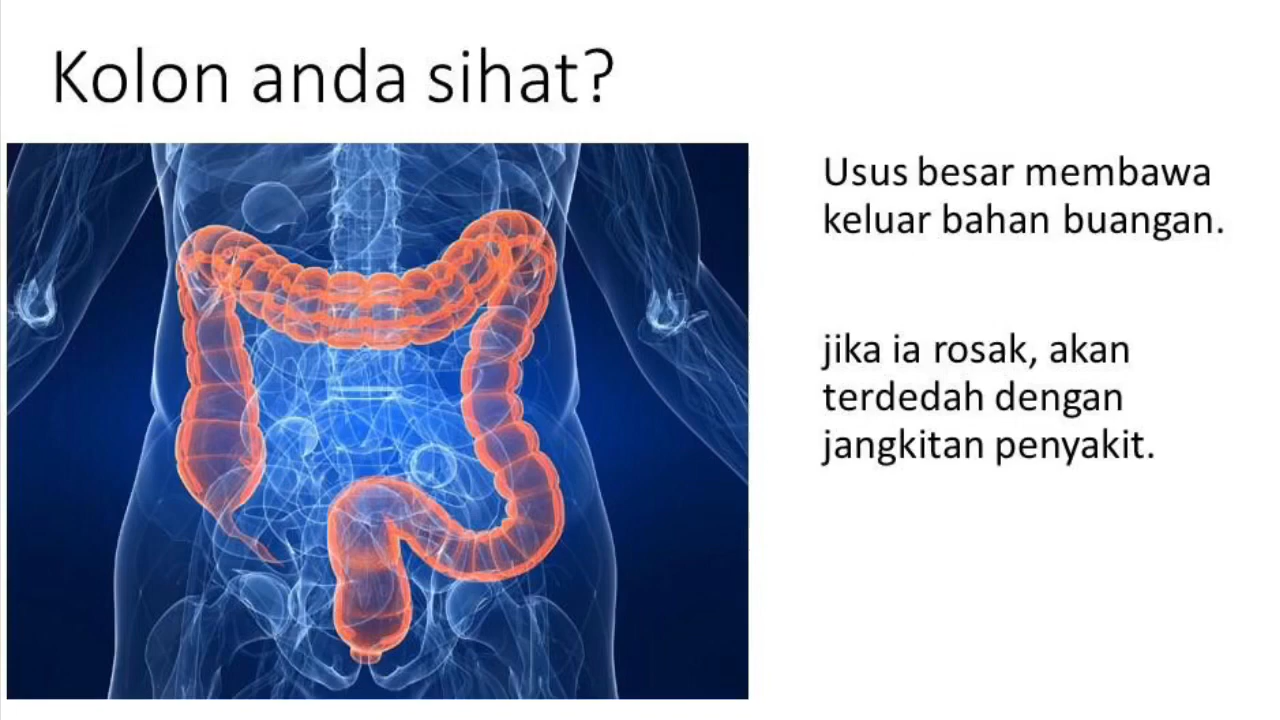 Kolon anda sihat?
Usus besar membawa
keluar bahan buangan.
jika ia rosak, akan
terdedah dengan
jangkitan penyakit.